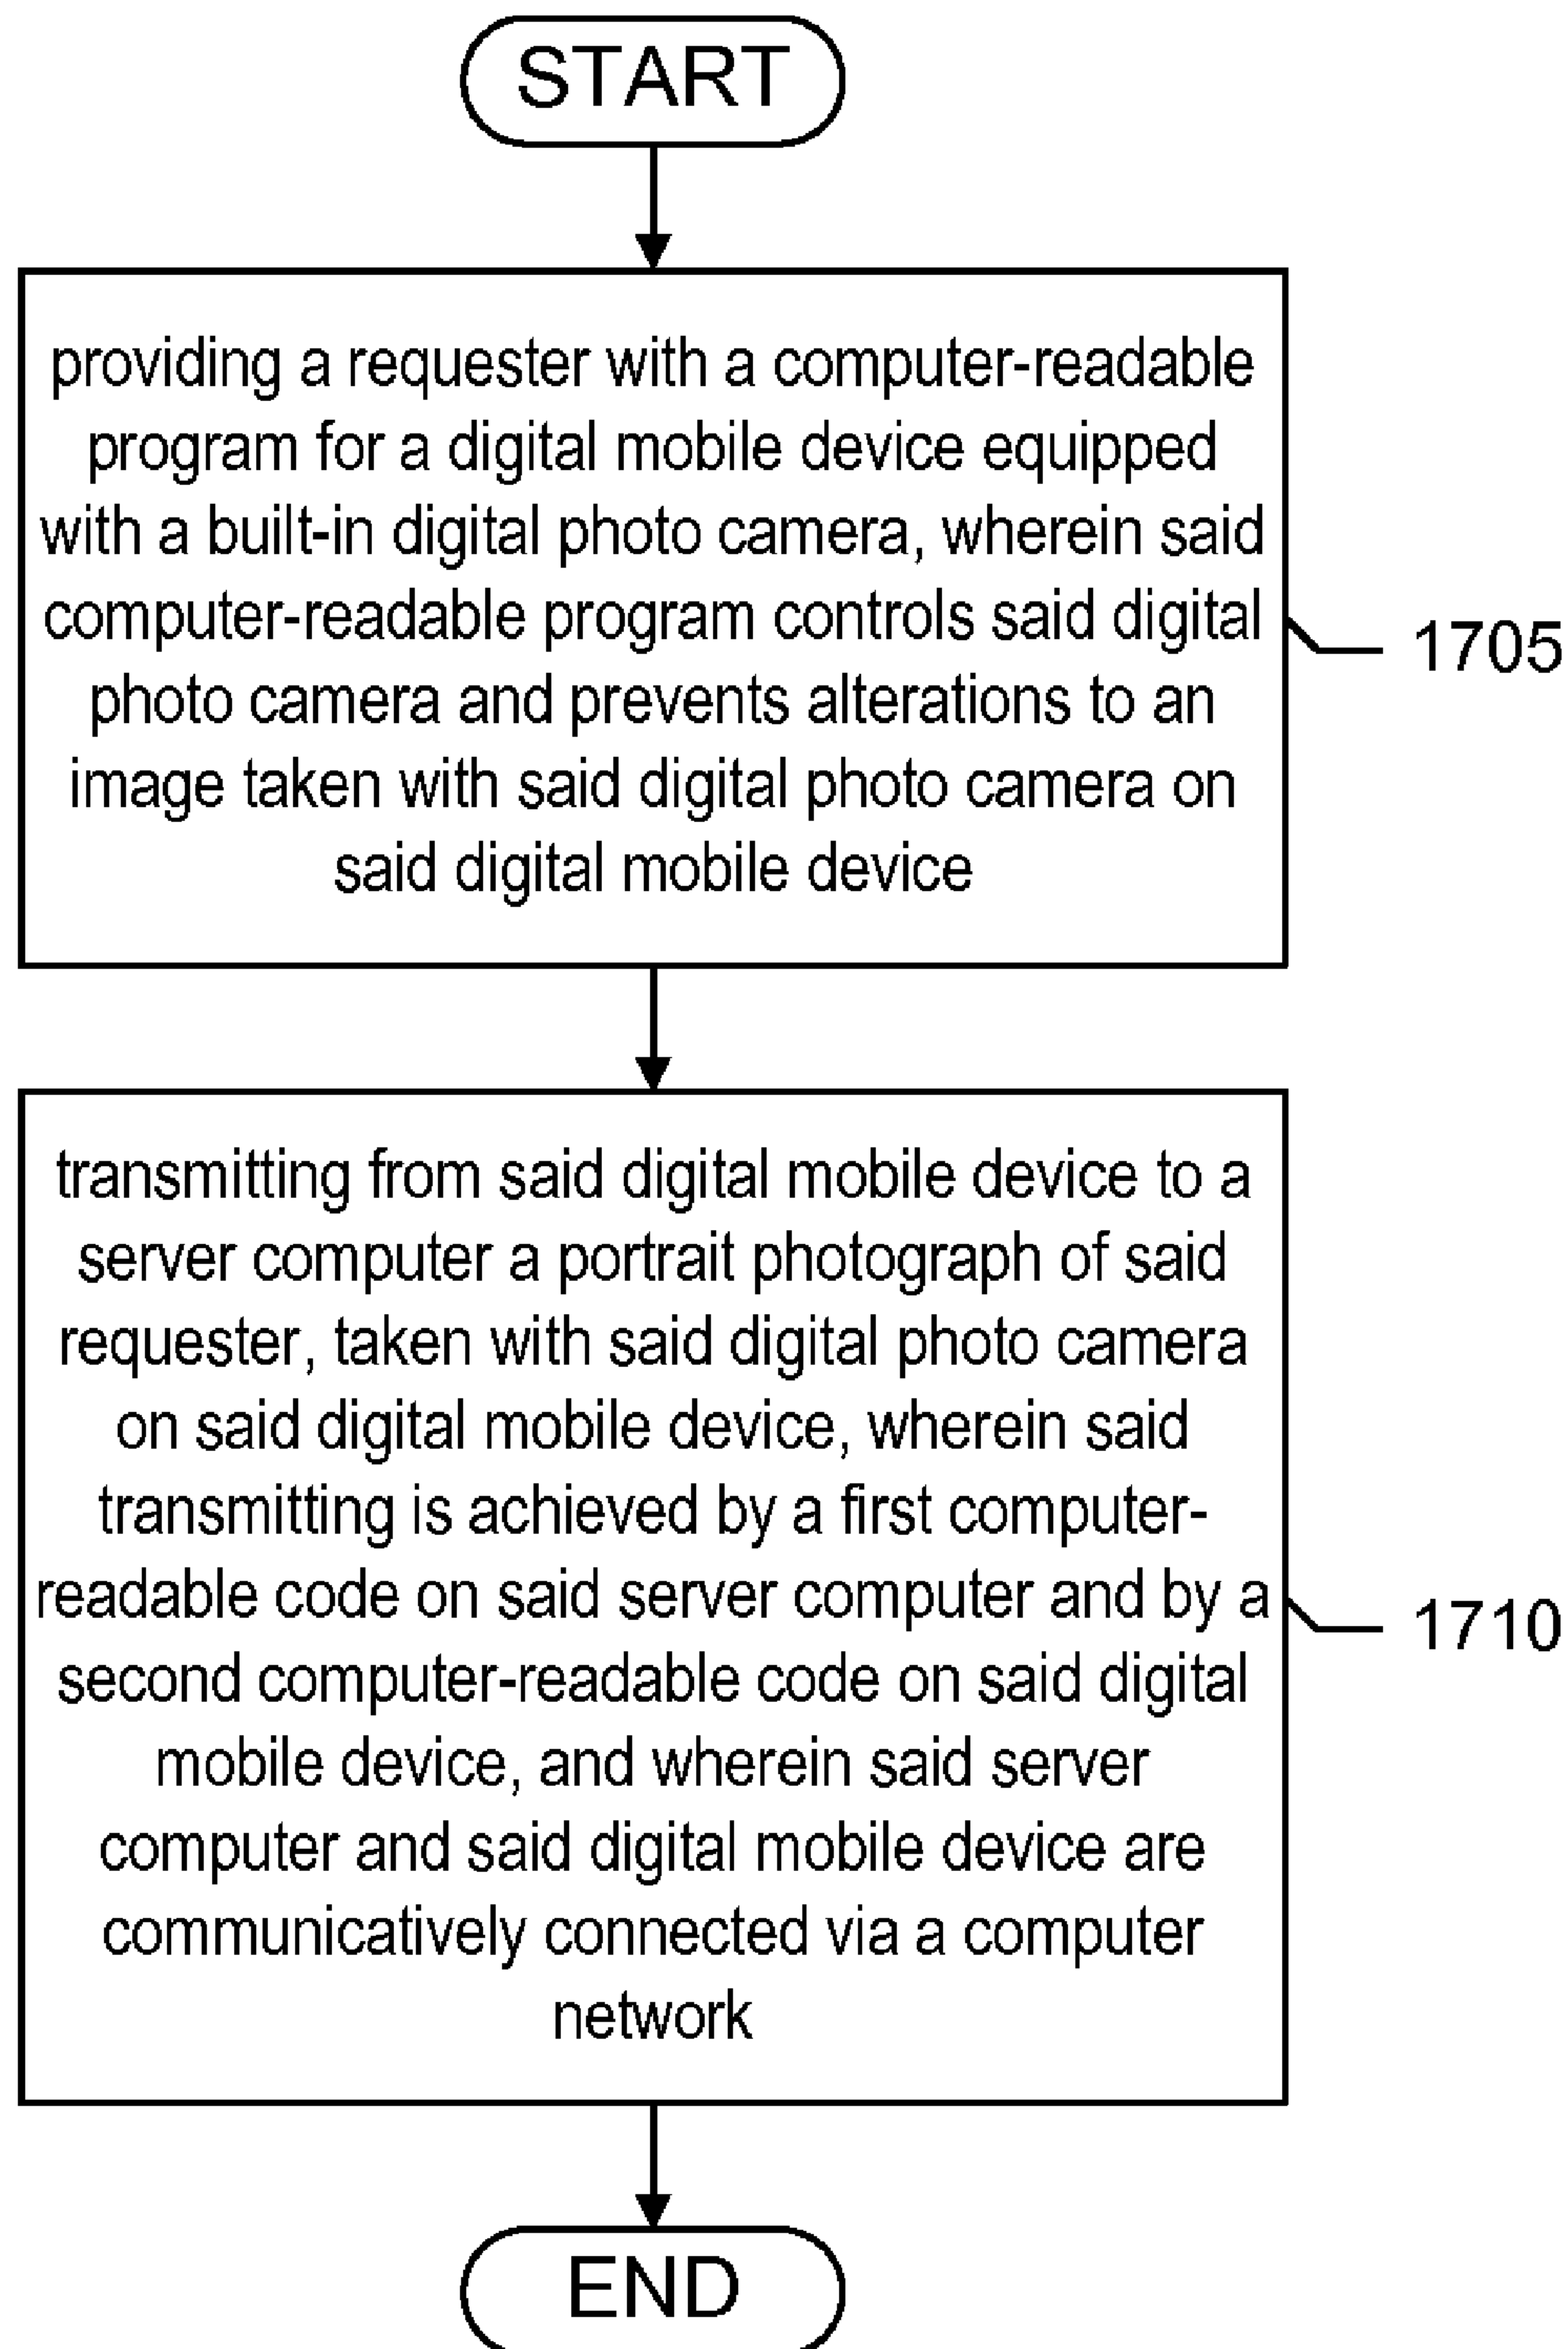 START
providing a requester with a computer-readable
program for a digital mobile device equipped
with a built-in digital photo camera, wherein said
computer-readable program controls said digital
photo camera and prevents alterations to an
image taken with said digital photo camera on
said digital mobile device
1705
transmitting from said digital mobile device to a
server computer a portrait photograph of said
requester, taken with said digital photo camera
on said digital mobile device, wherein said
transmitting is achieved by a first computer-
readable code on said server computer and by a
second computer-readable code on said digital
mobile device, and wherein said server
computer and said digital mobile device are
communicatively connected via a computer
network
1710
END